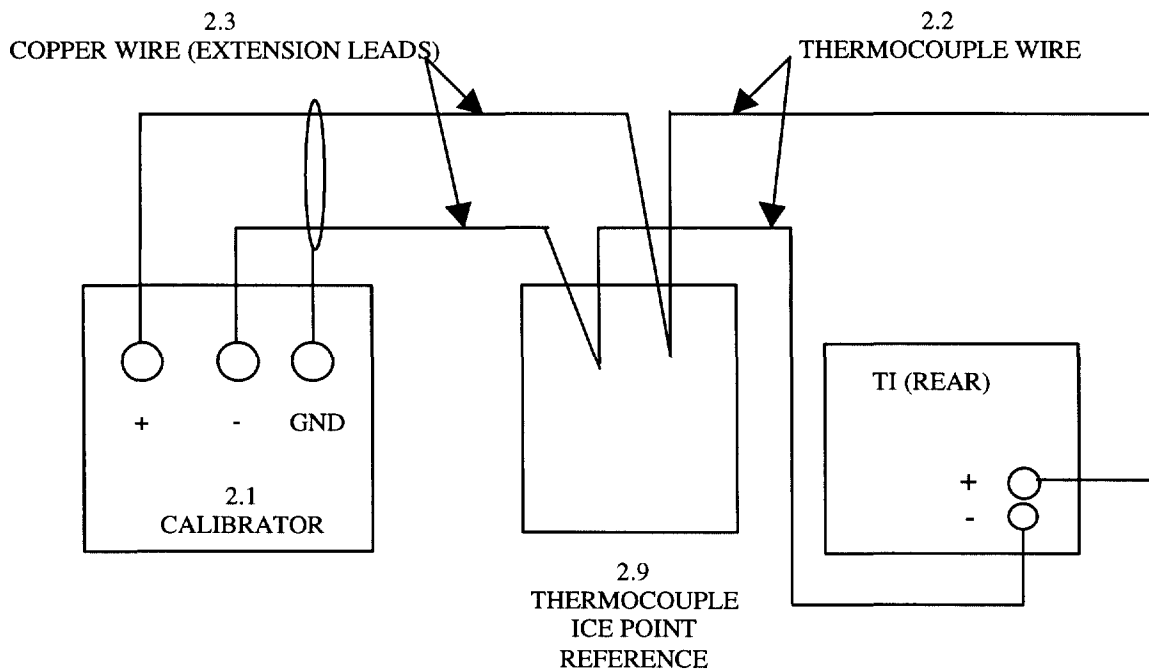 2.3
COPPER WIRE (EXTENSION LEADS)
2.2
THERMOCOUPLE WIRE
+
-
GND
2.1
CALIBRATOR
TI (REAR)
+
-
2.9
THERMOCOUPLE
ICE POINT
REFERENCE